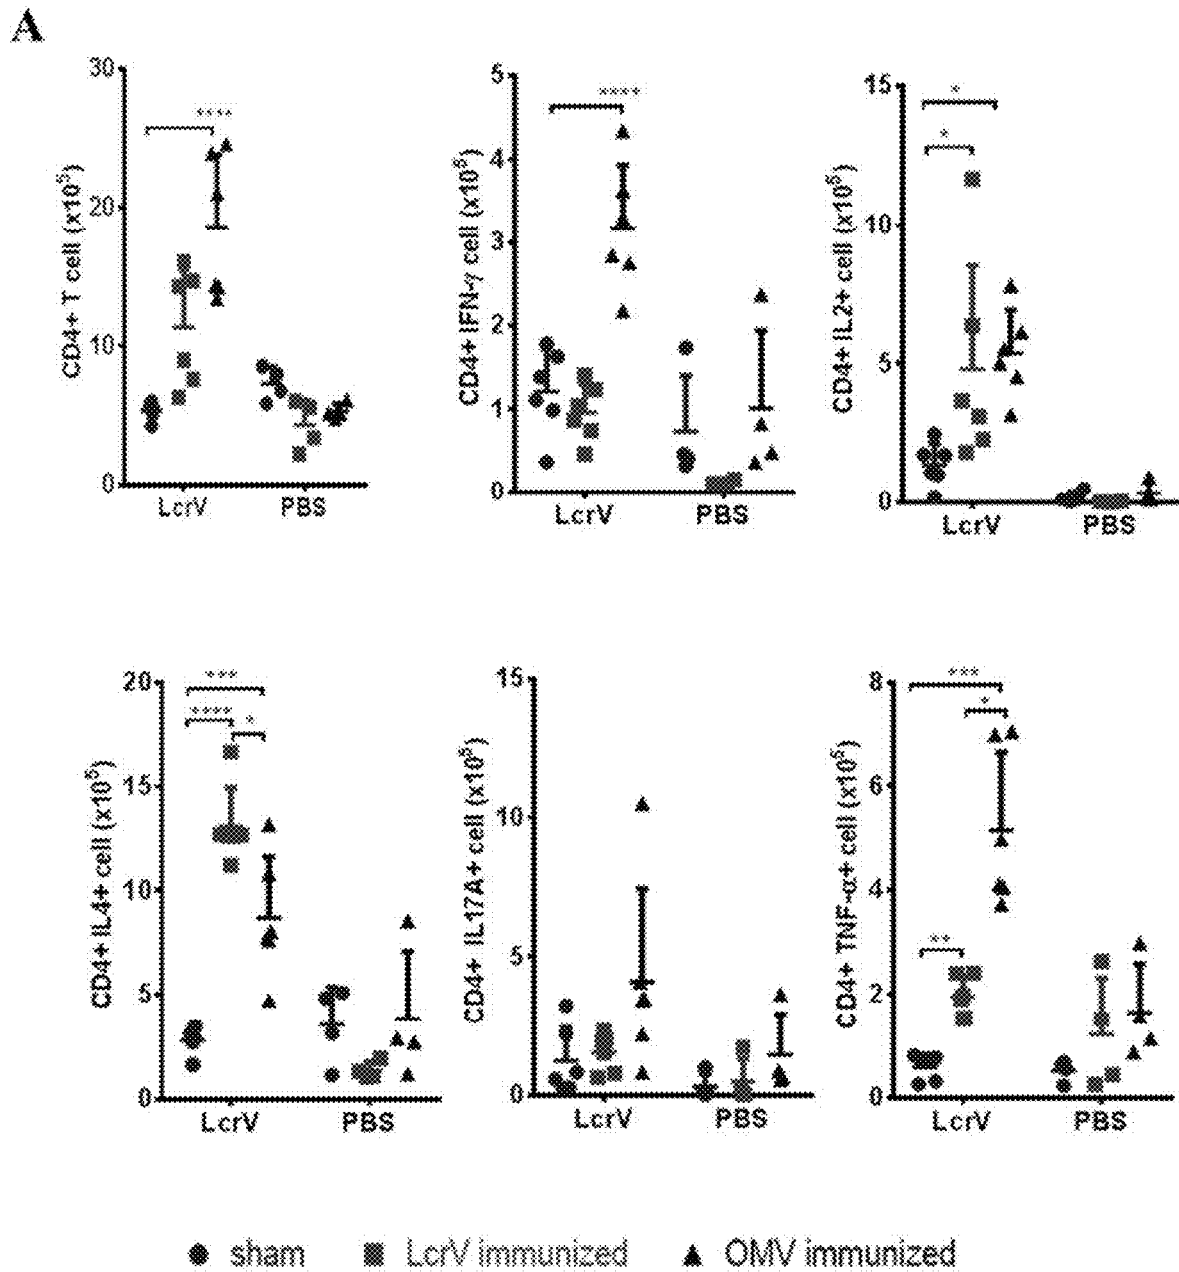 A
30
20
10
0
CD4+ T cell (x10⁵)
****
LcrV PBS
5
4
3
2
1
0
CD4+ IFN-γ cell (x10⁵)
****
LcrV PBS
15
10
5
0
CD4+ IL2+ cell (x10⁵)
*
*
LcrV PBS
20
15
10
5
0
CD4+ IL4+ cell (x10⁵)
***
****
*
LcrV PBS
15
10
5
0
CD4+ IL17A+ cell (x10⁵)
LcrV PBS
8
6
4
2
0
CD4+ TNF-α+ cell (x10⁵)
***
*
**
LcrV PBS
sham LcrV immunized OMV immunized